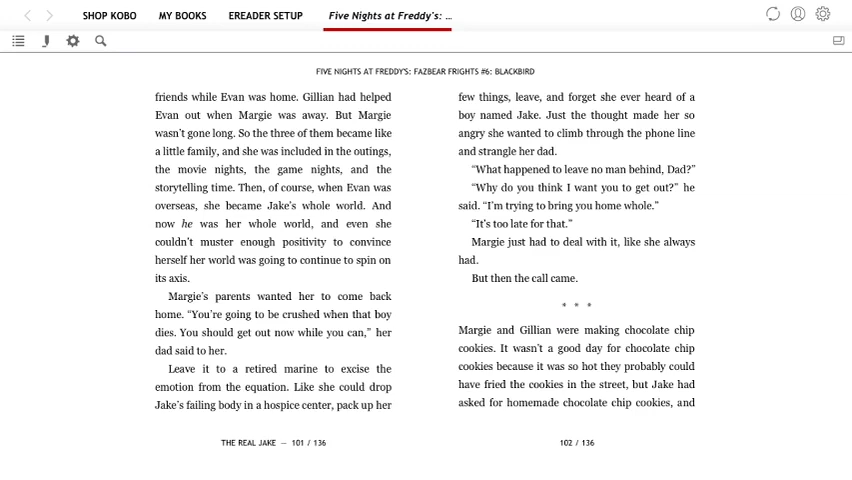 SHOP KOBO
MY BOOKS
EREADER SETUP
Five Nights at Freddy's: ...
FIVE NIGHTS AT FREDDY'S: FAZBEAR FRIGHTS #6: BLACKBIRD
friends while Evan was home. Gillian had helped
Evan out when Margie was away. But Margie
wasn't gone long. So the three of them became like
a little family, and she was included in the outings,
the movie nights, the game nights, and the
storytelling time. Then, of course, when Evan was
overseas, she became Jake's whole world. And
now he was her whole world, and even she
couldn't muster enough positivity to convince
herself her world was going to continue to spin on
its axis.
Margie's parents wanted her to come back
home. “You're going to be crushed when that boy
dies. You should get out now while you can,” her
dad said to her.
Leave it to a retired marine to excise the
emotion from the equation. Like she could drop
Jake's failing body in a hospice center, pack up her
THE REAL JAKE – 101 / 136
few things, leave, and forget she ever heard of a
boy named Jake. Just the thought made her so
angry she wanted to climb through the phone line
and strangle her dad.
“What happened to leave no man behind, Dad?”
“Why do you think I want you to get out?” he
said. “I'm trying to bring you home whole.”
“It's too late for that.”
Margie just had to deal with it, like she always
had.
But then the call came.
* * *
Margie and Gillian were making chocolate chip
cookies. It wasn't a good day for chocolate chip
cookies because it was so hot they probably could
have fried the cookies in the street, but Jake had
asked for homemade chocolate chip cookies, and
102 / 136